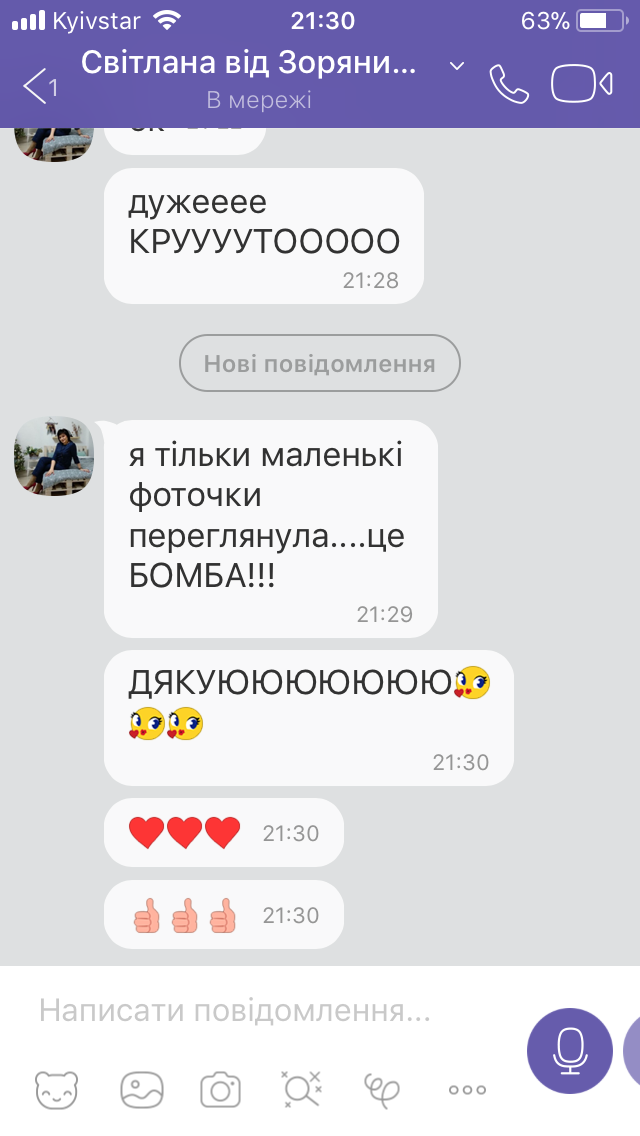 Kyivstar 21:30 63%
1 Світлана від Зоряни...
В мережі
дужееее
КРУУУУТООООО
21:28
Нові повідомлення
я тільки маленькі
фоточки
переглянула....це
БОМБА!!!
21:29
ДЯКУЮЮЮЮЮЮЮ😘
😘😘
21:30
❤❤❤ 21:30
👍👍👍 21:30
Написати повідомлення...